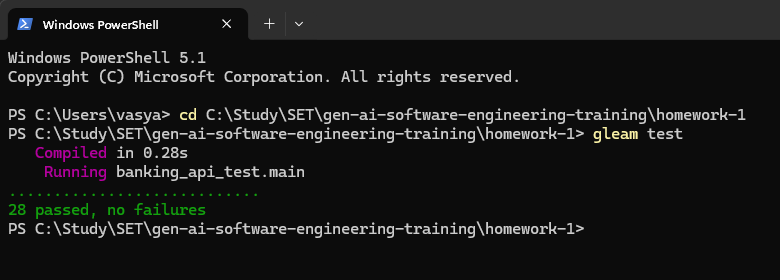 Windows PowerShell
Windows PowerShell 5.1
Copyright (C) Microsoft Corporation. All rights reserved.
PS C:\Users\vasya> cd C:\Study\SET\gen-ai-software-engineering-training\homework-1
PS C:\Study\SET\gen-ai-software-engineering-training\homework-1> gleam test
Compiled in 0.28s
Running banking_api_test.main
............................
28 passed, no failures
PS C:\Study\SET\gen-ai-software-engineering-training\homework-1>